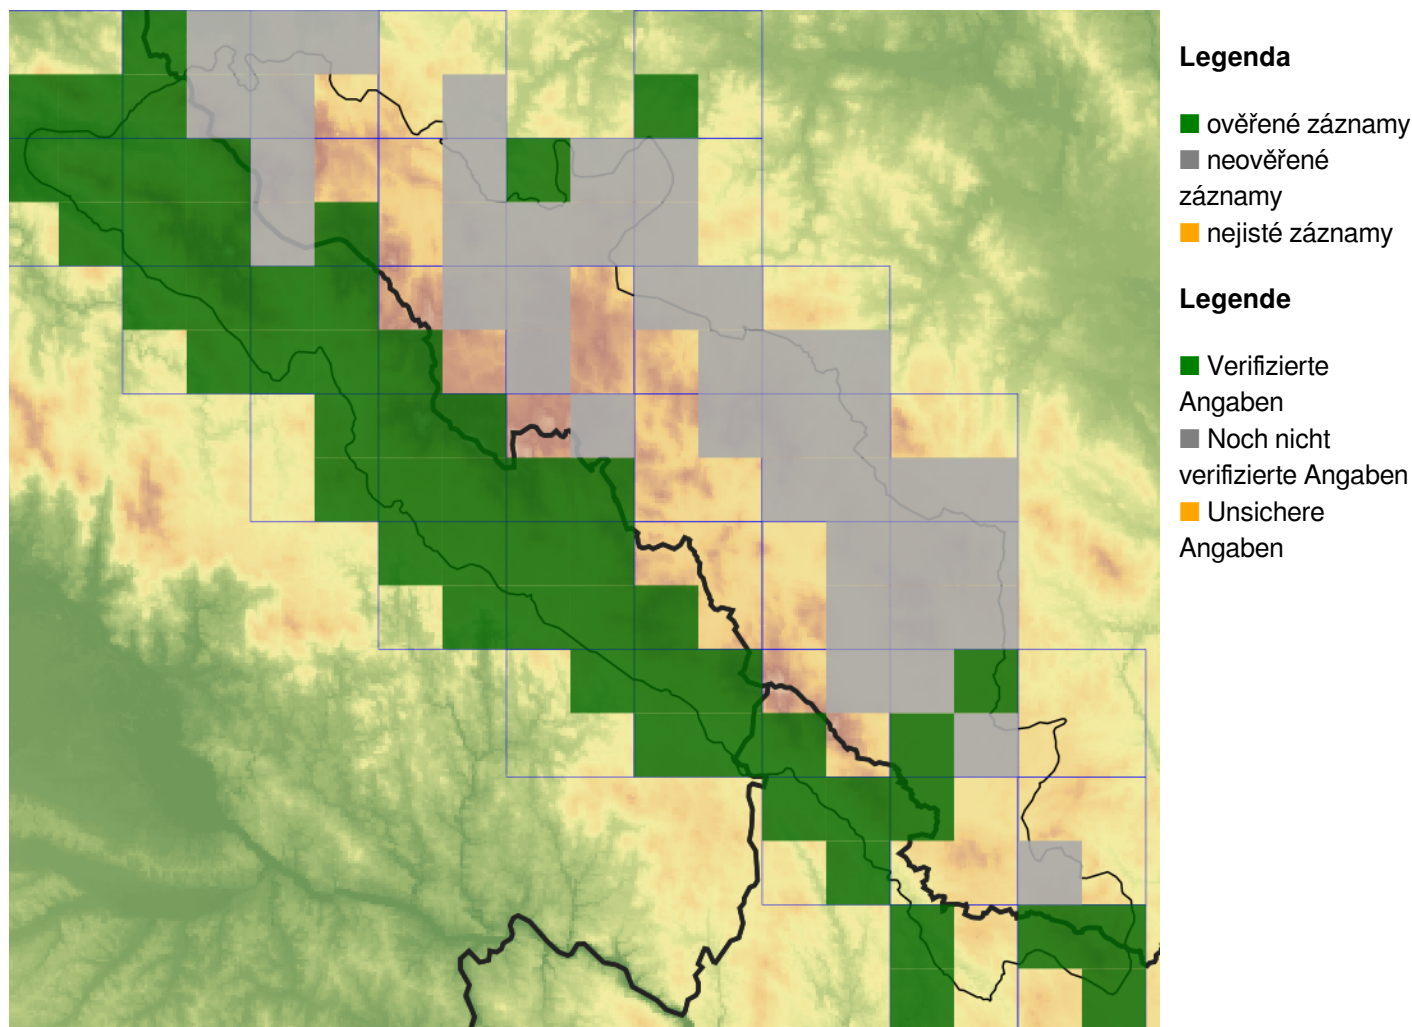 Legenda
ověřené záznamy
neověřené
záznamy
nejisté záznamy
Legende
Verifizierte
Angaben
Noch nicht
verifizierte Angaben
Unsichere
Angaben